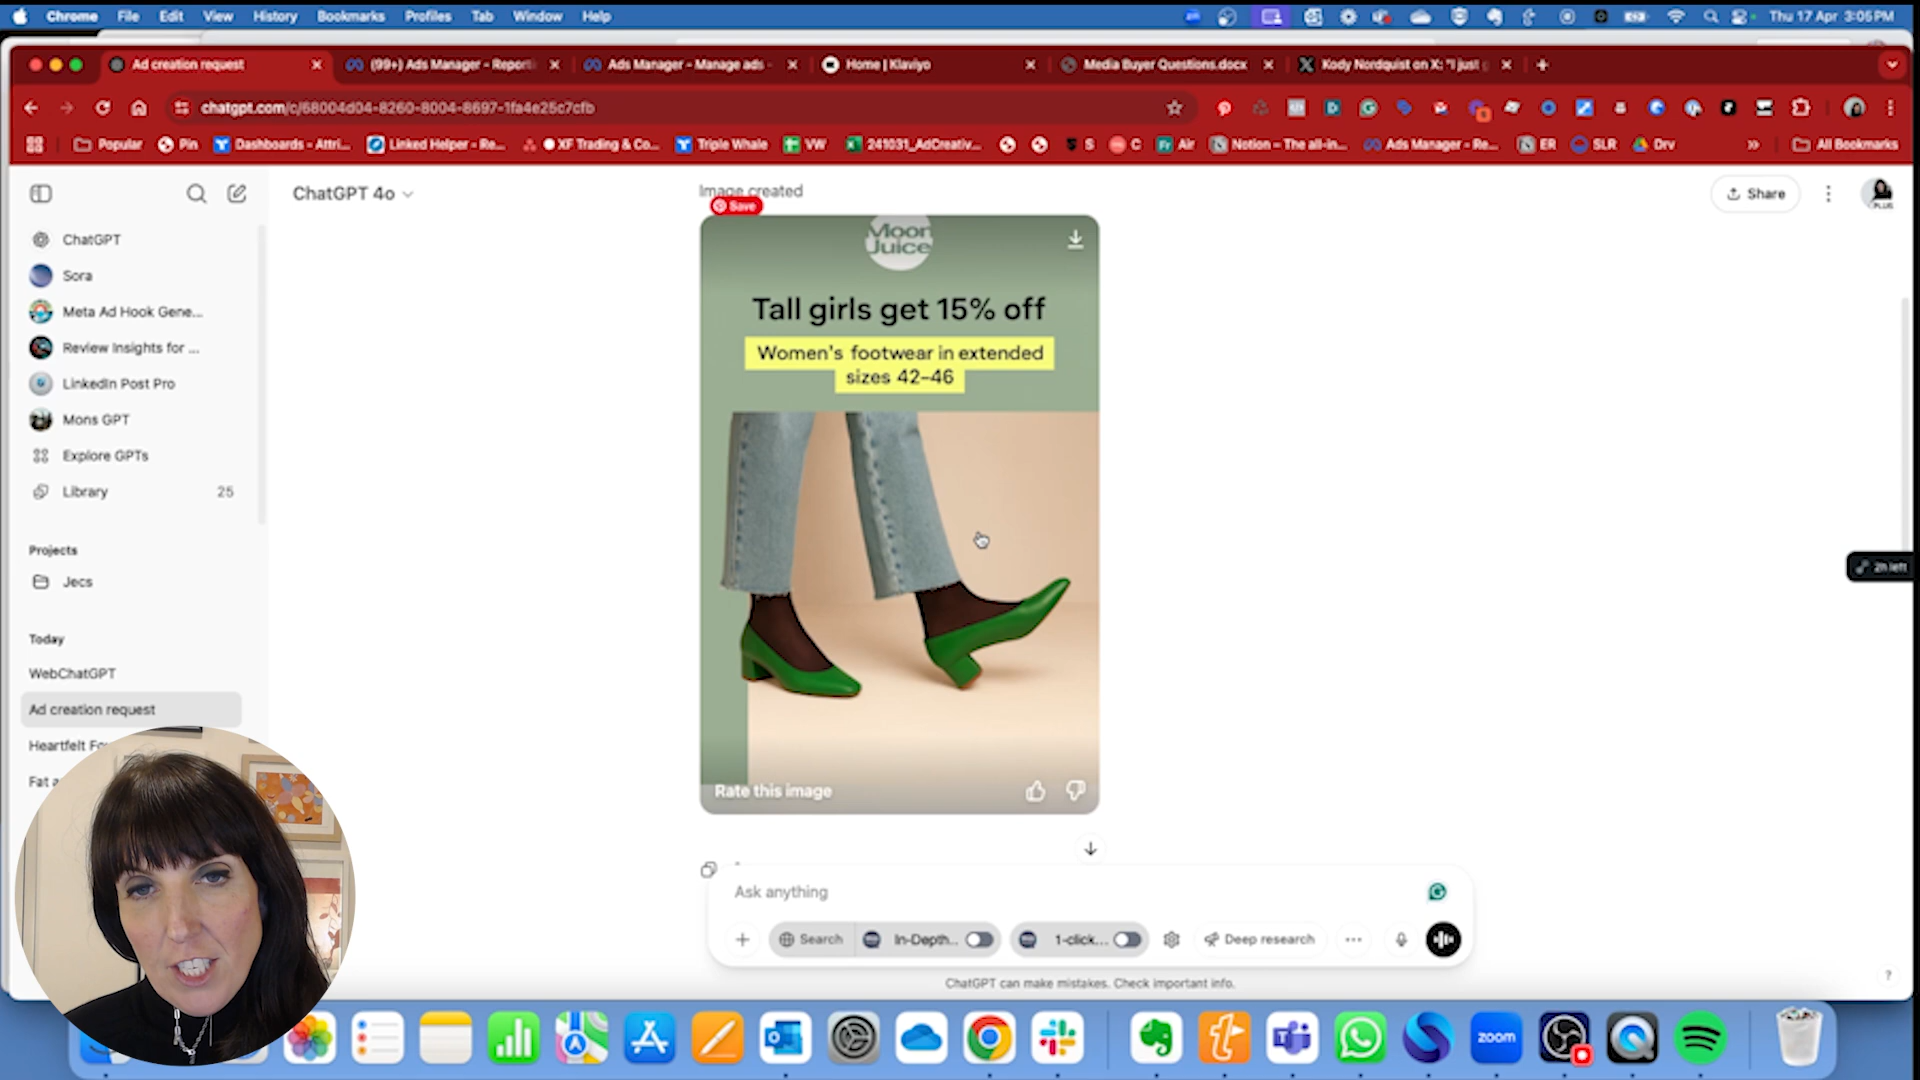 Chrome File Edit View History Bookmarks Profiles Tab Window Help Thu 17 Apr 3:05PM
Ad creation request (99+) Ads Manager - Reporti Ads Manager - Manage ads - Home | Klaviyo Media Buyer Questions.docx Kody Nordquist on X: "I just g
chatgpt.com/c/68004d04-8260-8004-8697-1fa4e25c7cfb
Popular Pin Dashboards – Attri... Linked Helper - Re... XF Trading & Co... Triple Whale VW 241031_AdCreativ... S C Air Notion – The all-in... Ads Manager - Re... ER SLR Drv All Bookmarks
ChatGPT 4o
Image created
Share
PLUS
Save
ChatGPT
Sora
Meta Ad Hook Gene...
Review Insights for ...
LinkedIn Post Pro
Mons GPT
Explore GPTs
Library 25
Projects
Jecs
Today
WebChatGPT
Ad creation request
Heartfelt
Fat
Moon
Juice
Tall girls get 15% off
Women's footwear in extended
sizes 42–46
Rate this image
2h left
Ask anything
Search In-Depth... 1-click... Deep research
ChatGPT can make mistakes. Check important info.
zoom